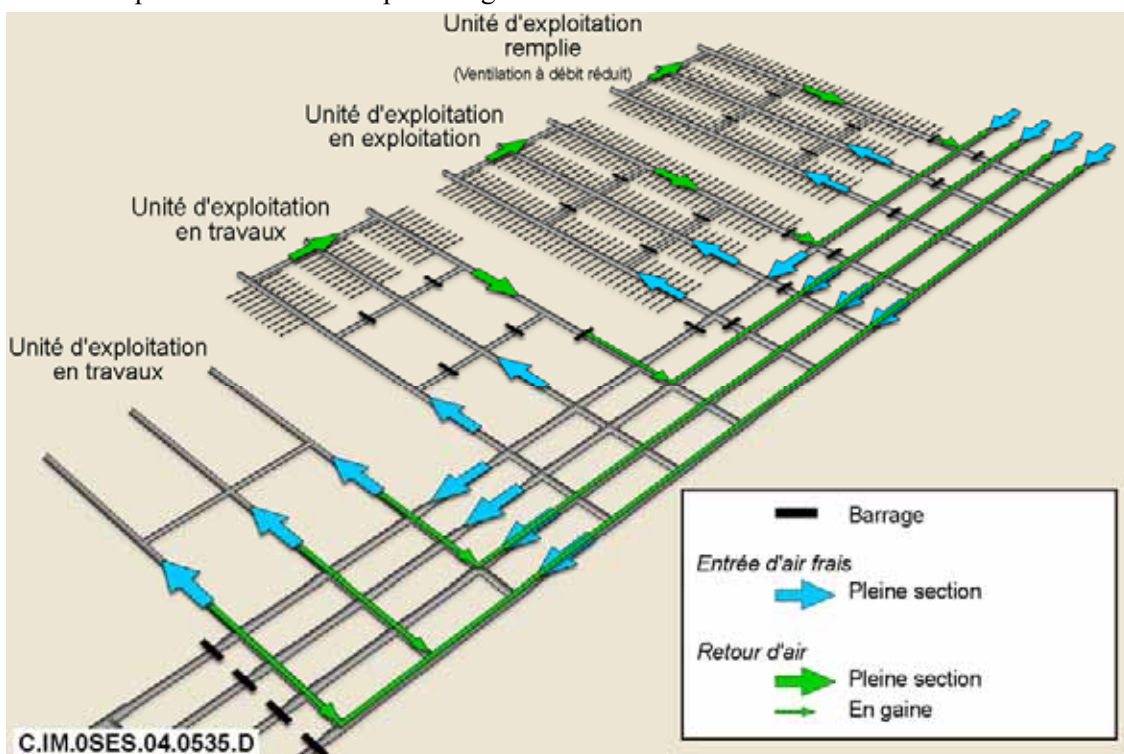 Unité d'exploitation
remplie
(Ventilation à débit réduit)
Unité d'exploitation
en exploitation
Unité d'exploitation
en travaux
Unité d'exploitation
en travaux
Barrage
Entrée d'air frais
Pleine section
Retour d'air
Pleine section
En gaine
C.IM.0SES.04.0535.D